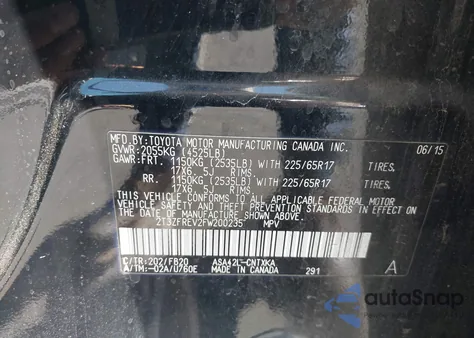 MFD.BY:TOYOTA MOTOR MANUFACTURING CANADA INC. 06/15
GVWR:2055KG(4525LB)
GAWR:FRT. 1150KG(2535LB)WITH 225/65R17 TIRES,
17X6.5J RIMS
RR. 1150KG(2535LB)WITH 225/65R17 TIRES,
17X6.5J RIMS
THIS VEHICLE CONFORMS TO ALL APPLICABLE FEDERAL MOTOR
VEHICLE SAFETY, BUMPER, AND THEFT PREVENTION STANDARDS
IN EFFECT ON THE DATE OF MANUFACTURE SHOWN ABOVE.
2T3ZFREV2FW200235 MPV
C/TR:202/FB20 ASA42L-CNTXKA
A/TM:-02A/U760E MADE IN CANADA 291 A
autoSnap